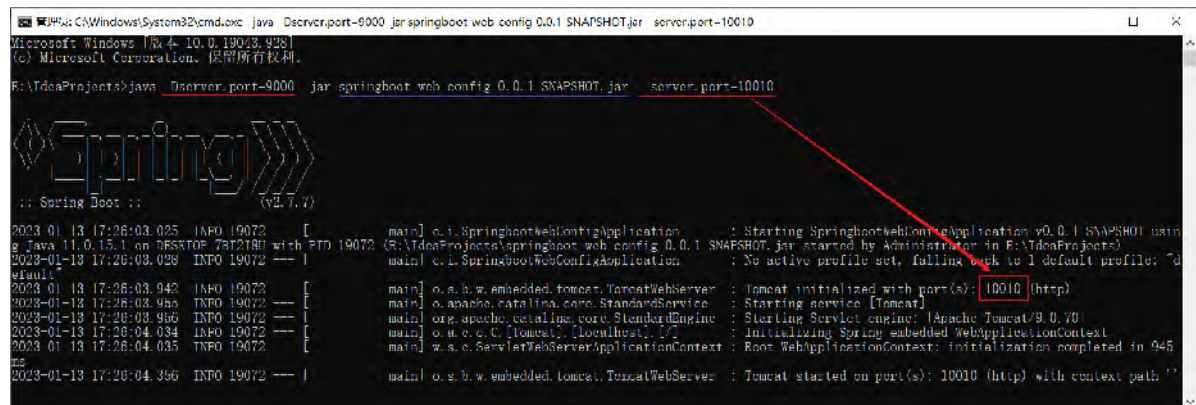 管理员: C:\Windows\System32\cmd.exe - java -Dserver.port=9000 -jar springboot-web-config-0.0.1-SNAPSHOT.jar --server.port=10010
Microsoft Windows [版本 10.0.19043.928]
(c) Microsoft Corporation. 保留所有权利.
E:\IdeaProjects>java -Dserver.port=9000 -jar springboot-web-config-0.0.1-SNAPSHOT.jar --server.port=10010
Spring
:: Spring Boot :: (v2.7.7)
2023-01-13 17:26:03.025 INFO 19072 --- [ main] c.i.SpringbootWebConfigApplication : Starting SpringbootWebConfigApplication v0.0.1-SNAPSHOT usin
g Java 11.0.15.1 on with PID 19072 (E:\IdeaProjects\springboot-web-config-0.0.1-SNAPSHOT.jar started by Administrator in E:\IdeaProjects)
2023-01-13 17:26:03.028 INFO 19072 --- [ main] c.i.SpringbootWebConfigApplication : No active profile set, falling back to 1 default profile: "d
efault"
2023-01-13 17:26:03.942 INFO 19072 --- [ main] o.s.b.w.embedded.tomcat.TomcatWebServer : Tomcat initialized with port(s): 10010 (http)
2023-01-13 17:26:03.955 INFO 19072 --- [ main] o.apache.catalina.core.StandardService : Starting service [Tomcat]
2023-01-13 17:26:03.956 INFO 19072 --- [ main] org.apache.catalina.core.StandardEngine : Starting Servlet engine: [Apache Tomcat/9.0.70]
2023-01-13 17:26:04.034 INFO 19072 --- [ main] o.a.c.c.C.[Tomcat].[localhost].[/] : Initializing Spring embedded WebApplicationContext
2023-01-13 17:26:04.035 INFO 19072 --- [ main] w.s.c.ServletWebServerApplicationContext : Root WebApplicationContext: initialization completed in 945
ms
2023-01-13 17:26:04.356 INFO 19072 --- [ main] o.s.b.w.embedded.tomcat.TomcatWebServer : Tomcat started on port(s): 10010 (http) with context path ''